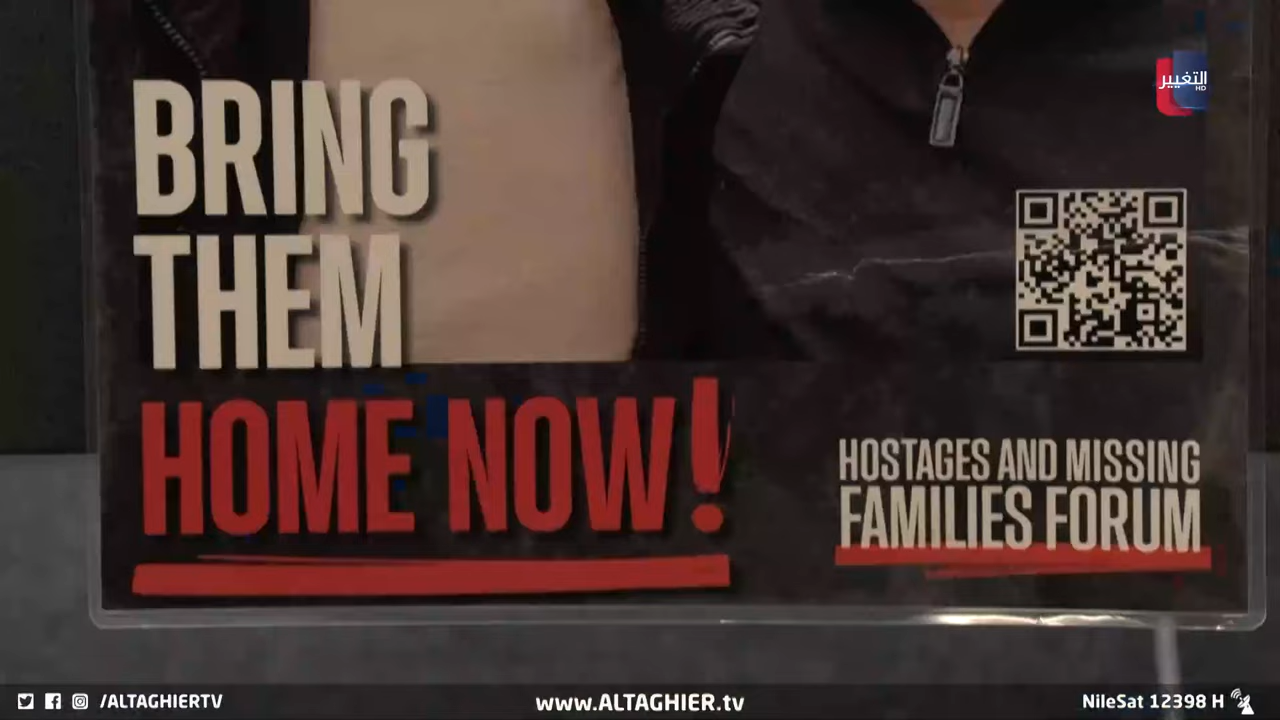 التغيير
HD
BRING
THEM
HOME NOW!
HOSTAGES AND MISSING
FAMILIES FORUM
/ALTAGHIERTV
www.ALTAGHIER.tv
NileSat 12398 H